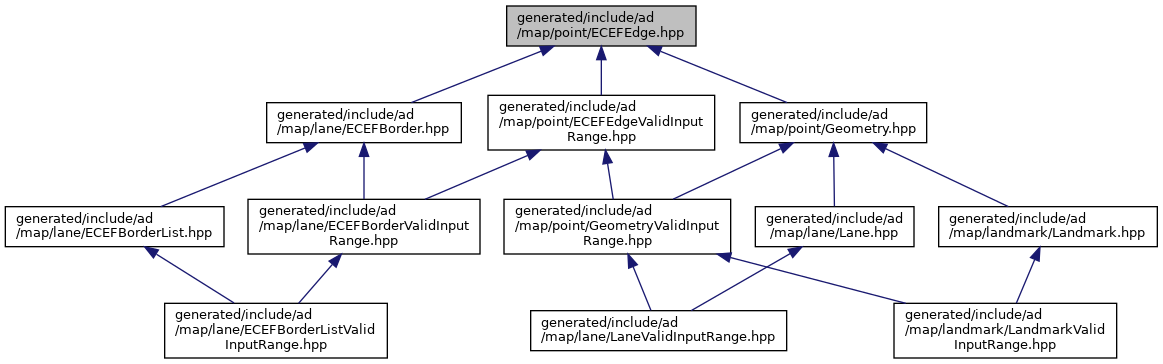 generated/include/ad
/map/point/ECEFEdge.hpp
generated/include/ad
/map/lane/ECEFBorder.hpp
generated/include/ad
/map/point/ECEFEdgeValidInput
Range.hpp
generated/include/ad
/map/point/Geometry.hpp
generated/include/ad
/map/lane/ECEFBorderList.hpp
generated/include/ad
/map/lane/ECEFBorderValidInput
Range.hpp
generated/include/ad
/map/point/GeometryValidInput
Range.hpp
generated/include/ad
/map/lane/Lane.hpp
generated/include/ad
/map/landmark/Landmark.hpp
generated/include/ad
/map/lane/ECEFBorderListValid
InputRange.hpp
generated/include/ad
/map/lane/LaneValidInputRange.hpp
generated/include/ad
/map/landmark/LandmarkValid
InputRange.hpp